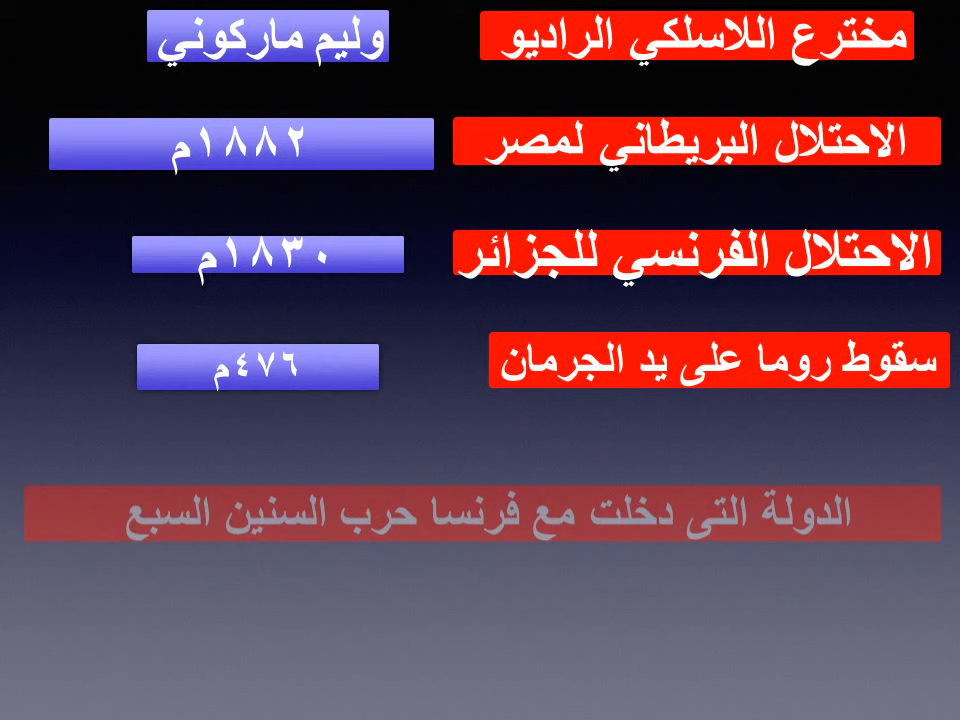 مخترع اللاسلكي الراديو
وليم ماركوني
الاحتلال البريطاني لمصر
١٨٨٢م
الاحتلال الفرنسي للجزائر
١٨٣٠م
سقوط روما على يد الجرمان
٤٧٦م
الدولة التى دخلت مع فرنسا حرب السنين السبع